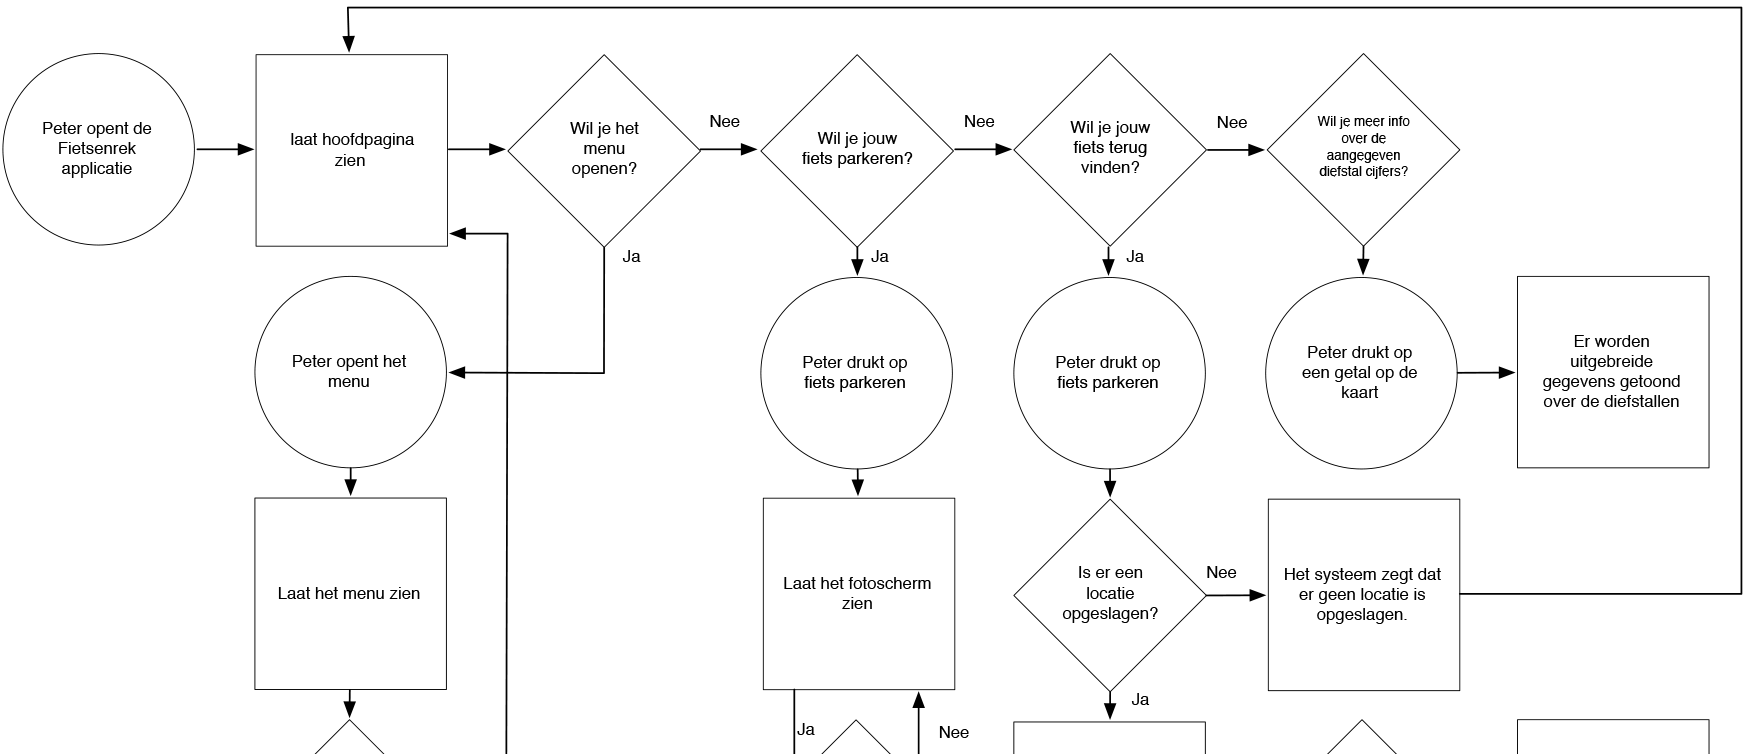 Peter opent de
Fietsenrek
applicatie
laat hoofdpagina
zien
Wil je het
menu
openen?
Nee
Wil je jouw
fiets parkeren?
Nee
Wil je jouw
fiets terug
vinden?
Nee
Wil je meer info
over de
aangegeven
diefstal cijfers?
Ja
Ja
Ja
Peter opent het
menu
Peter drukt op
fiets parkeren
Peter drukt op
fiets parkeren
Peter drukt op
een getal op de
kaart
Er worden
uitgebreide
gegevens getoond
over de diefstallen
Laat het menu zien
Laat het fotoscherm
zien
Is er een
locatie
opgeslagen?
Nee
Het systeem zegt dat
er geen locatie is
opgeslagen.
Ja
Nee
Ja